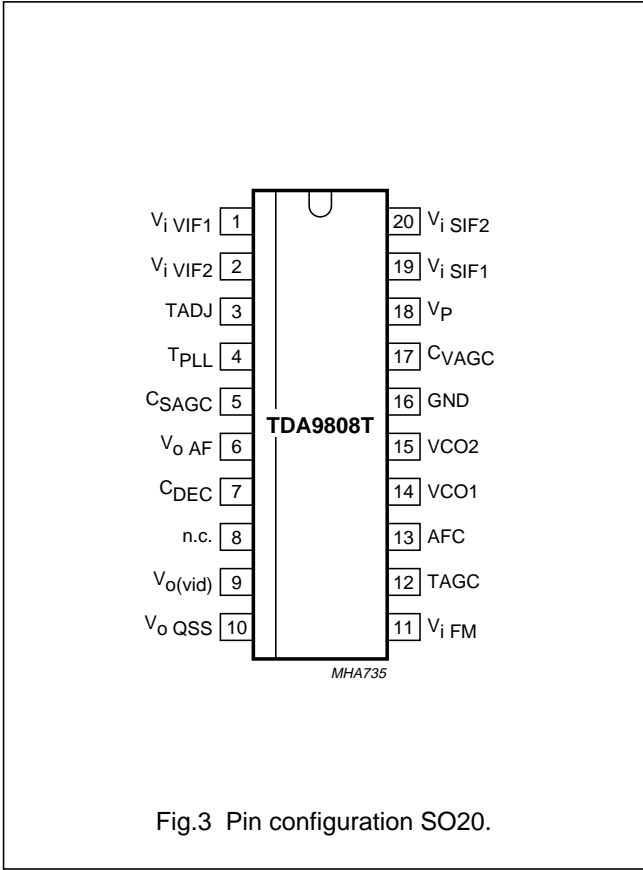 Vi VIF1 1 20 Vi SIF2
Vi VIF2 2 19 Vi SIF1
TADJ 3 18 VP
TPLL 4 17 CVAGC
CSAGC 5 16 GND
TDA9808T
Vo AF 6 15 VCO2
CDEC 7 14 VCO1
n.c. 8 13 AFC
Vo(vid) 9 12 TAGC
Vo QSS 10 11 Vi FM
MHA735
Fig.3 Pin configuration SO20.